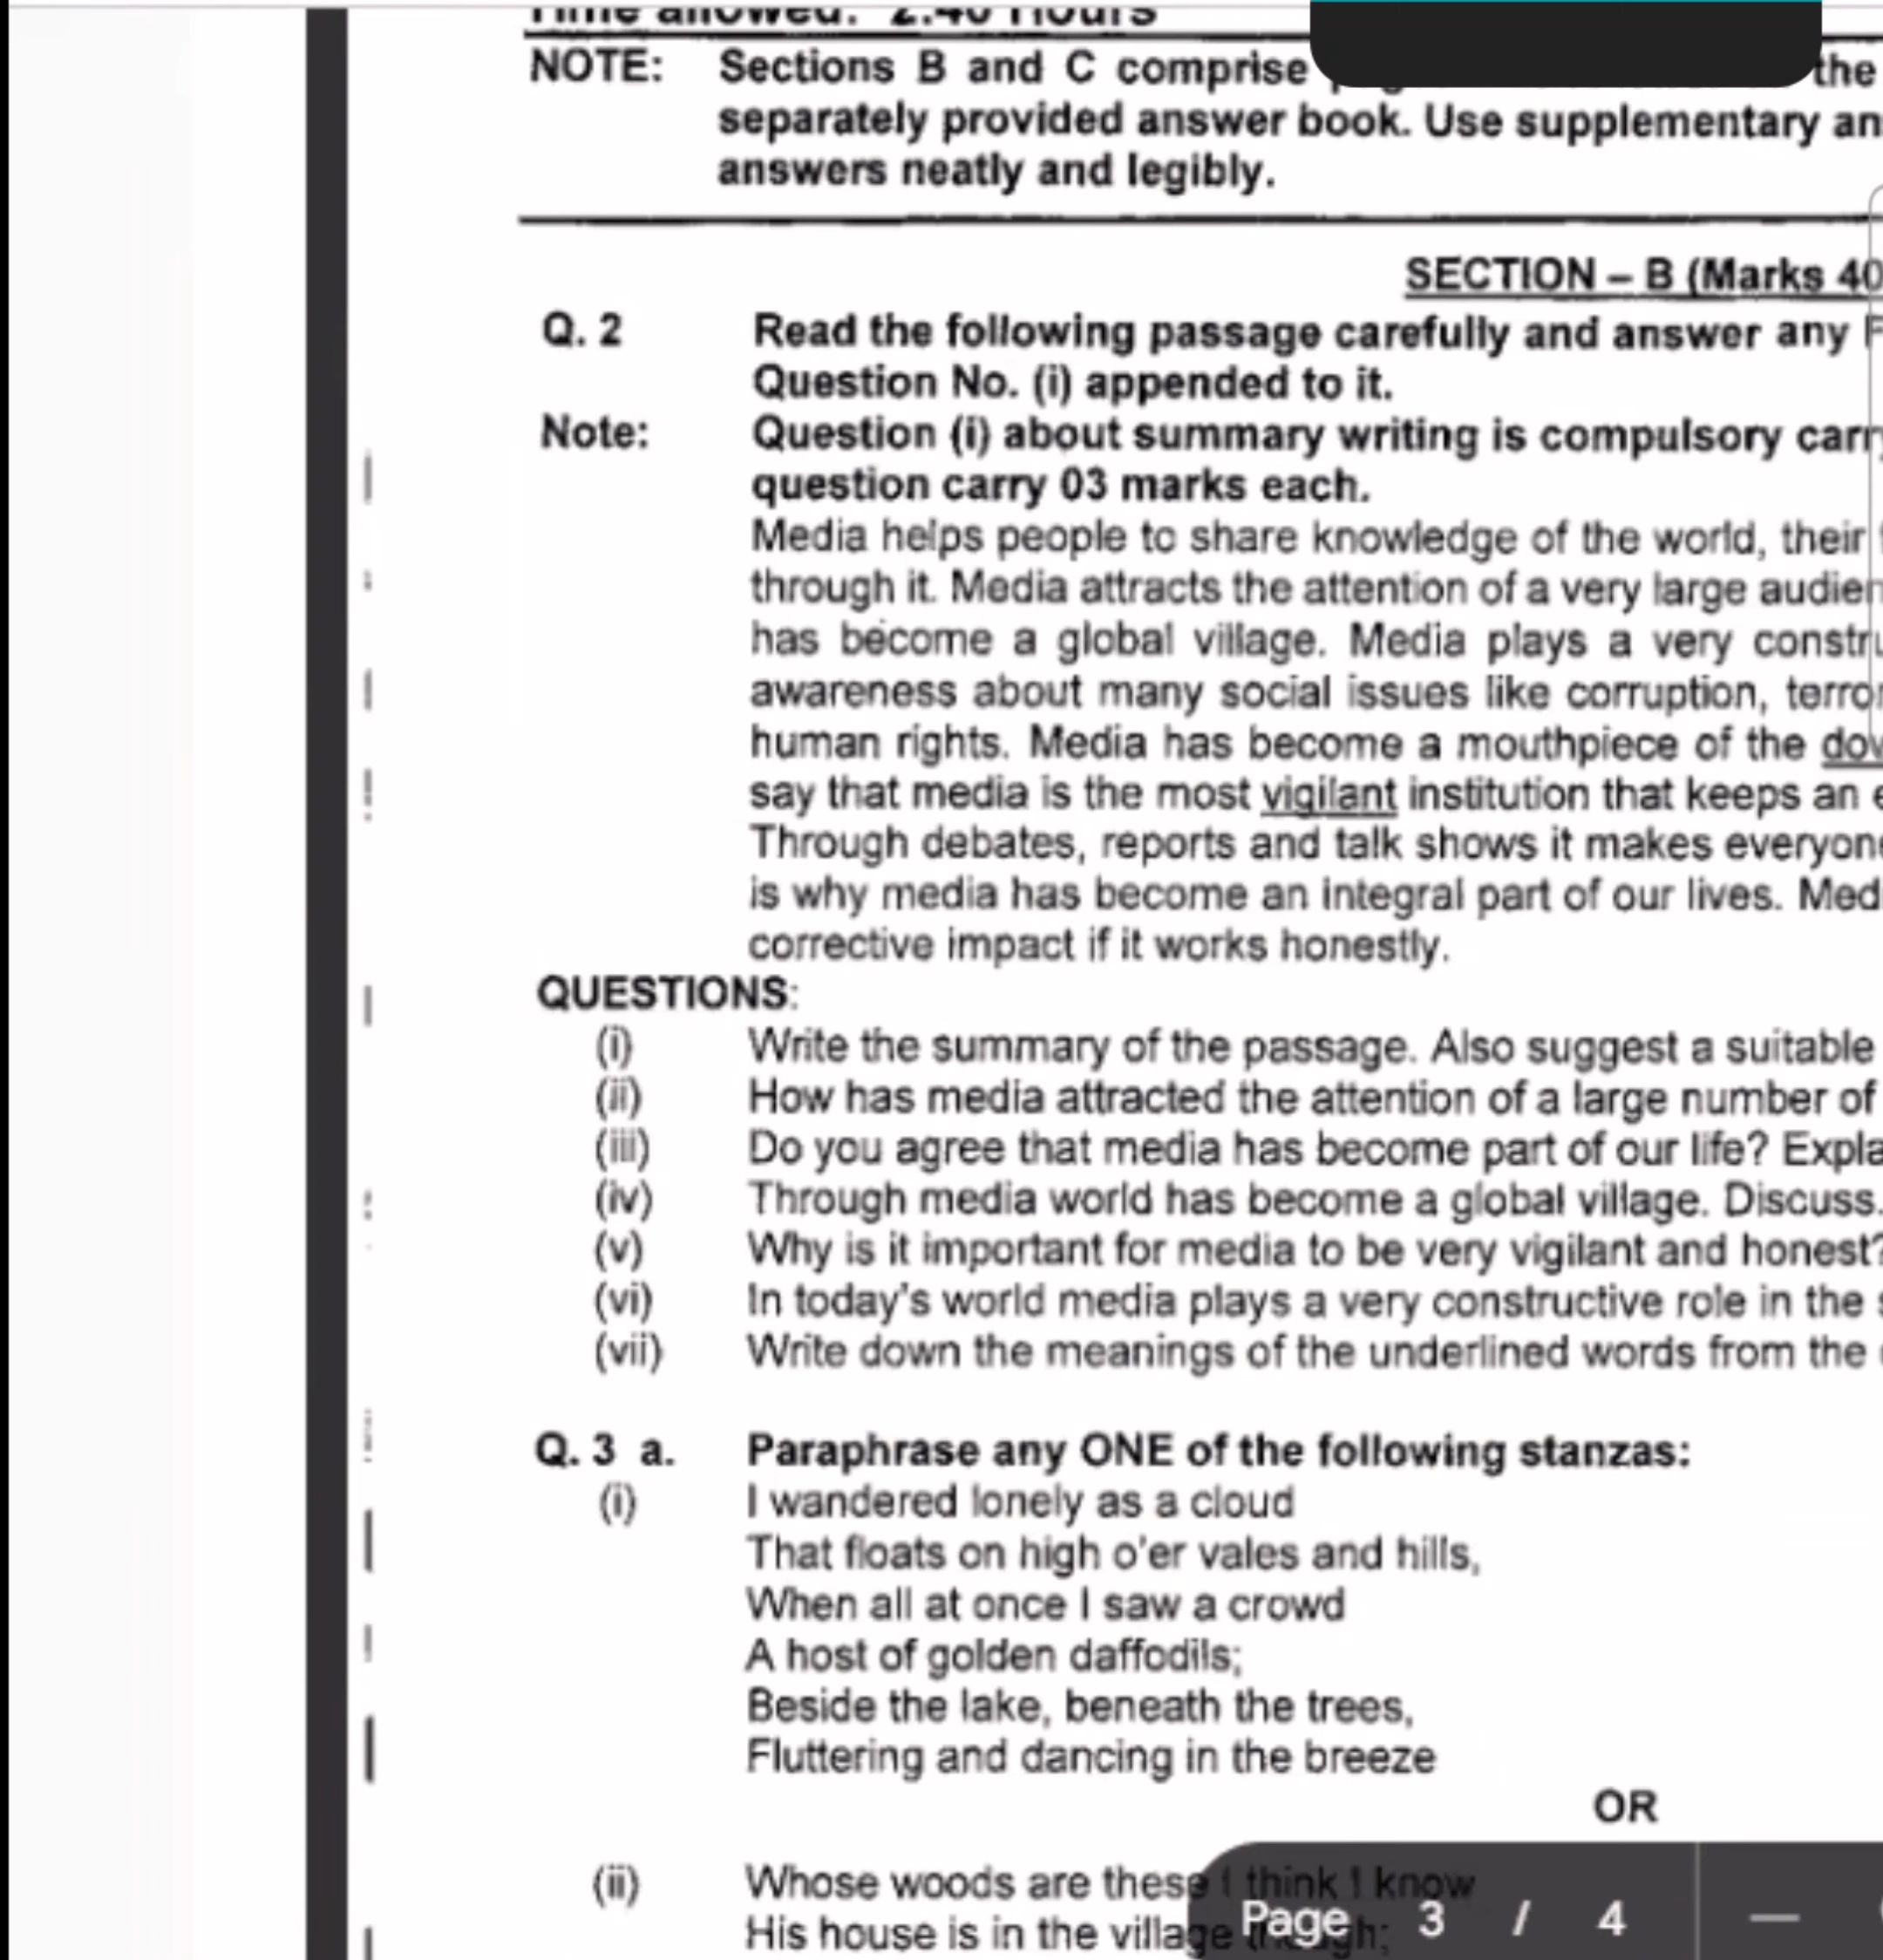 Time allowed: 2:40 Hours
NOTE: Sections B and C comprise the
separately provided answer book. Use supplementary an
answers neatly and legibly.
SECTION – B (Marks 40
Q. 2 Read the following passage carefully and answer any F
Question No. (i) appended to it.
Note: Question (i) about summary writing is compulsory carry
question carry 03 marks each.
Media helps people to share knowledge of the world, their
through it. Media attracts the attention of a very large audien
has become a global village. Media plays a very constru
awareness about many social issues like corruption, terror
human rights. Media has become a mouthpiece of the dow
say that media is the most vigilant institution that keeps an e
Through debates, reports and talk shows it makes everyone
is why media has become an integral part of our lives. Med
corrective impact if it works honestly.
QUESTIONS:
(i) Write the summary of the passage. Also suggest a suitable
(ii) How has media attracted the attention of a large number of
(iii) Do you agree that media has become part of our life? Expla
(iv) Through media world has become a global village. Discuss.
(v) Why is it important for media to be very vigilant and honest?
(vi) In today's world media plays a very constructive role in the s
(vii) Write down the meanings of the underlined words from the
Q. 3 a. Paraphrase any ONE of the following stanzas:
(i) I wandered lonely as a cloud
That floats on high o'er vales and hills,
When all at once I saw a crowd
A host of golden daffodils;
Beside the lake, beneath the trees,
Fluttering and dancing in the breeze
OR
(ii) Whose woods are these I think I know
His house is in the village though;
Page 3 / 4 —